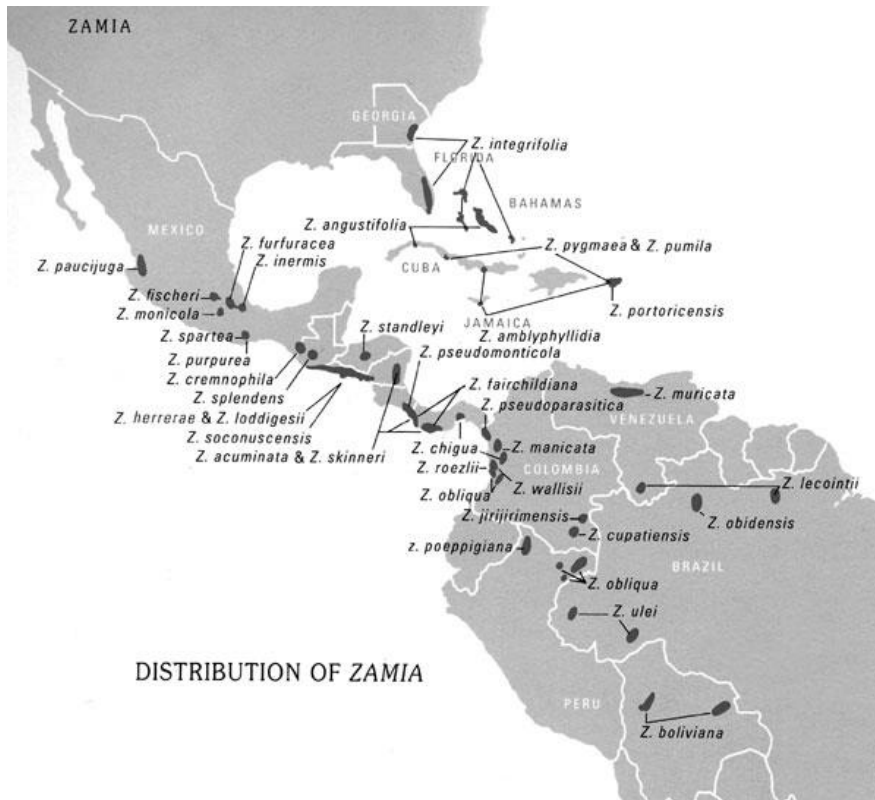 ZAMIA
GEORGIA
Z. integrifolia
FLORIDA
BAHAMAS
MEXICO
Z. angustifolia
Z. furfuracea
Z. pygmaea & Z. pumila
Z. inermis
CUBA
Z. paucijuga
Z. fischeri
Z. portoricensis
Z. monicola
JAMAICA
Z. spartea
Z. standleyi
Z. amblyphyllidia
Z. purpurea
Z. pseudomonticola
Z. cremnophila
Z. fairchildiana
Z. splendens
Z. muricata
Z. herrerae & Z. loddigesii
Z. pseudoparasitica
VENEZUELA
Z. soconuscensis
Z. acuminata & Z. skinneri
Z. chigua
Z. manicata
Z. roezlii
COLOMBIA
Z. lecointii
Z. obliqua
Z. wallisii
Z. jirijirimensis
Z. obidensis
Z. cupatiensis
z. poeppigiana
BRAZIL
Z. obliqua
Z. ulei
DISTRIBUTION OF ZAMIA
PERU
Z. boliviana